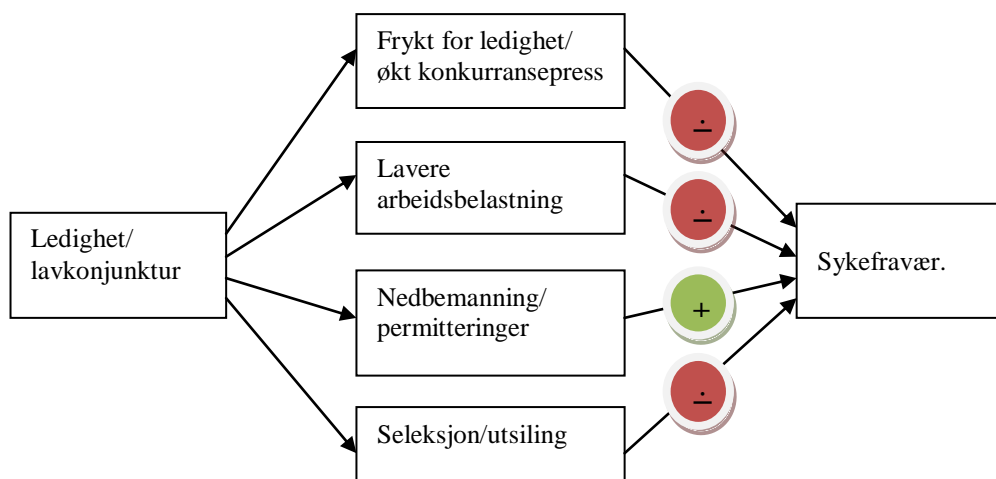 Frykt for ledighet/
økt konkurransepress
÷
Lavere
arbeidsbelastning
÷
Ledighet/
lavkonjunktur
Sykefravær.
Nedbemanning/
permitteringer
+
÷
Seleksjon/utsiling